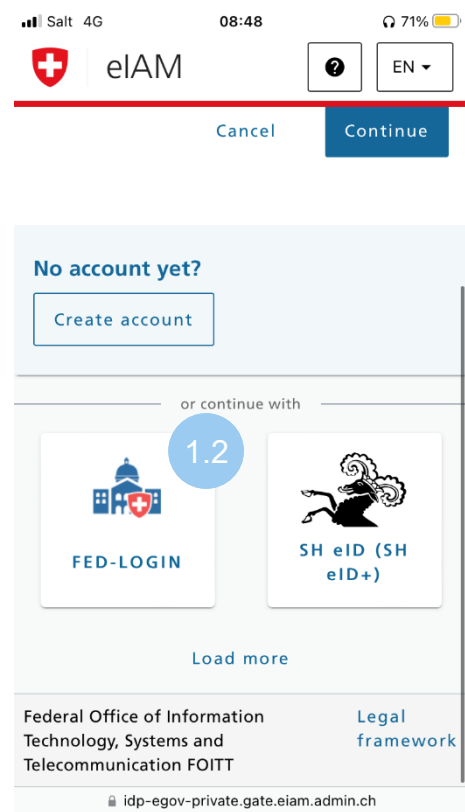 Salt 4G 08:48 71%
eIAM EN
Cancel Continue
No account yet?
Create account
or continue with
1.2
FED-LOGIN
SH eID (SH
eID+)
Load more
Federal Office of Information
Technology, Systems and
Telecommunication FOITT
Legal
framework
idp-egov-private.gate.eiam.admin.ch